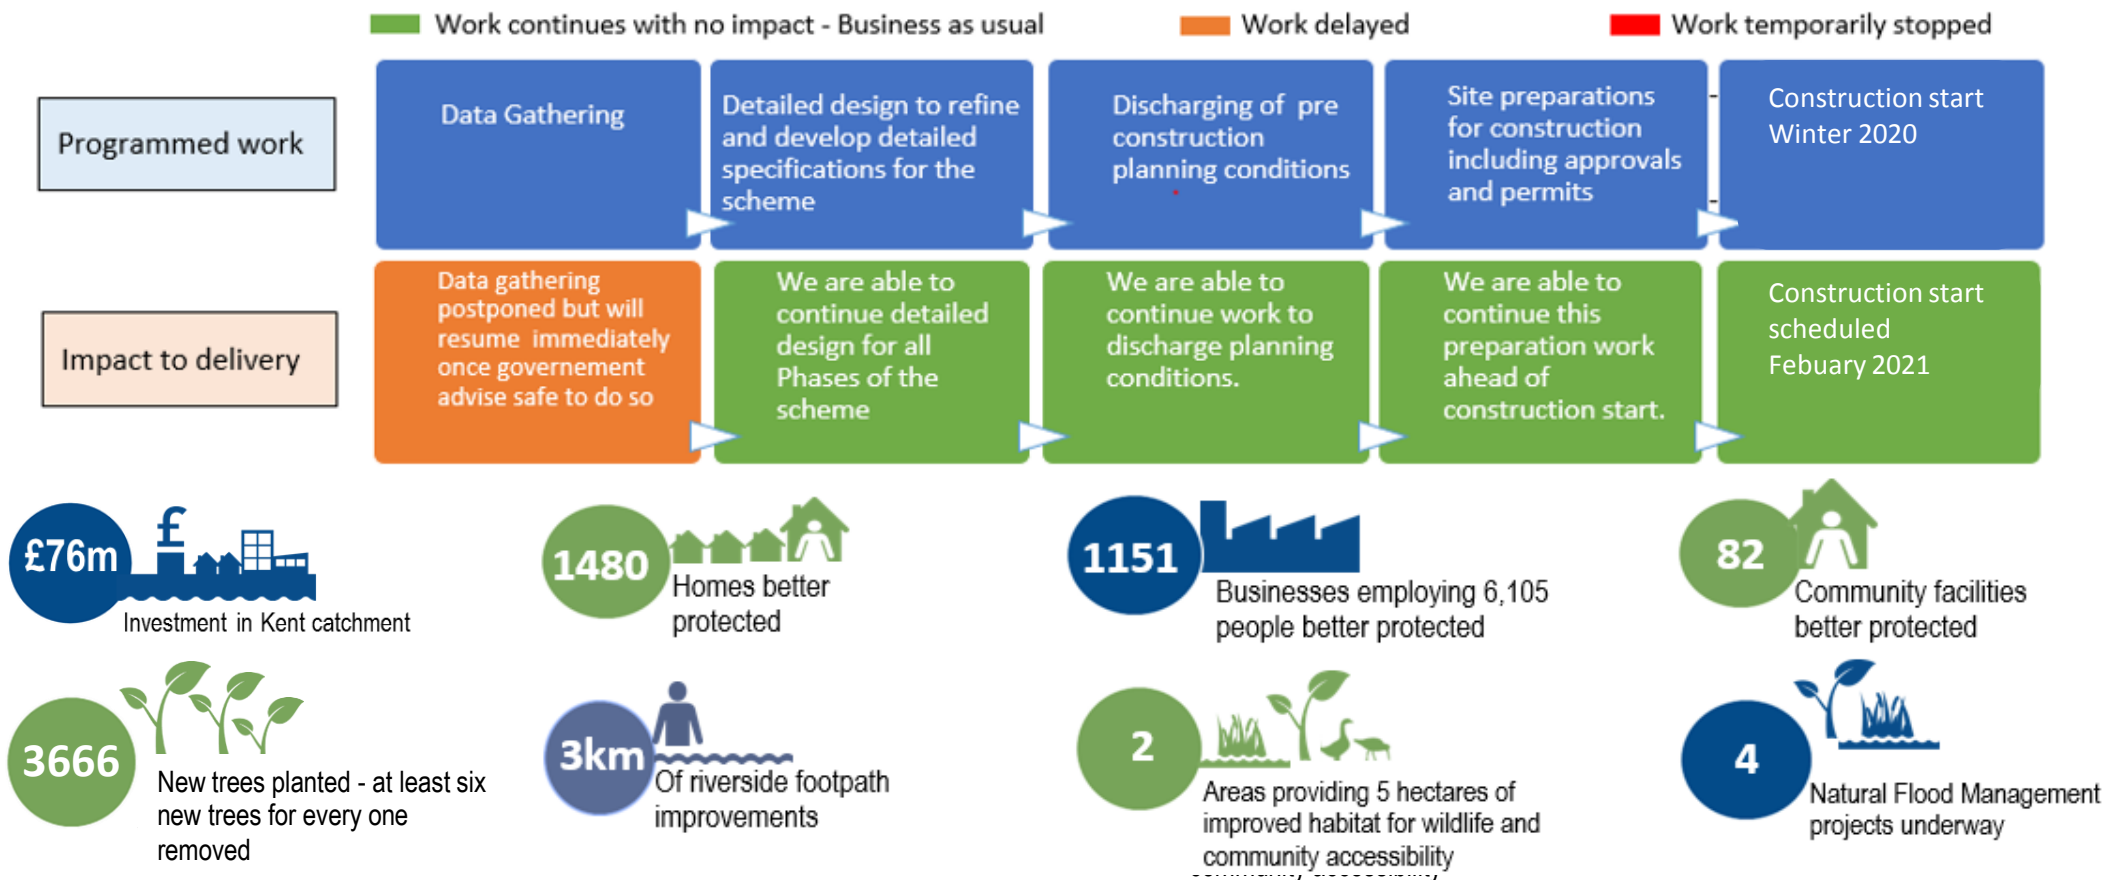 Work continues with no impact - Business as usual
Work delayed
Work temporarily stopped
Programmed work
Data Gathering
Detailed design to refine
and develop detailed
specifications for the
scheme
Discharging of pre
construction
planning conditions
Site preparations
for construction
including approvals
and permits
Construction start
Winter 2020
Impact to delivery
Data gathering
postponed but will
resume immediately
once governement
advise safe to do so
We are able to
continue detailed
design for all
Phases of the
scheme
We are able to
continue work to
discharge planning
conditions.
We are able to
continue this
preparation work
ahead of
construction start.
Construction start
scheduled
Febuary 2021
£76m
£
Investment in Kent catchment
1480
Homes better
protected
1151
Businesses employing 6,105
people better protected
82
Community facilities
better protected
3666
New trees planted - at least six
new trees for every one
removed
3km
Of riverside footpath
improvements
2
Areas providing 5 hectares of
improved habitat for wildlife and
community accessibility
community accessibility
4
Natural Flood Management
projects underway